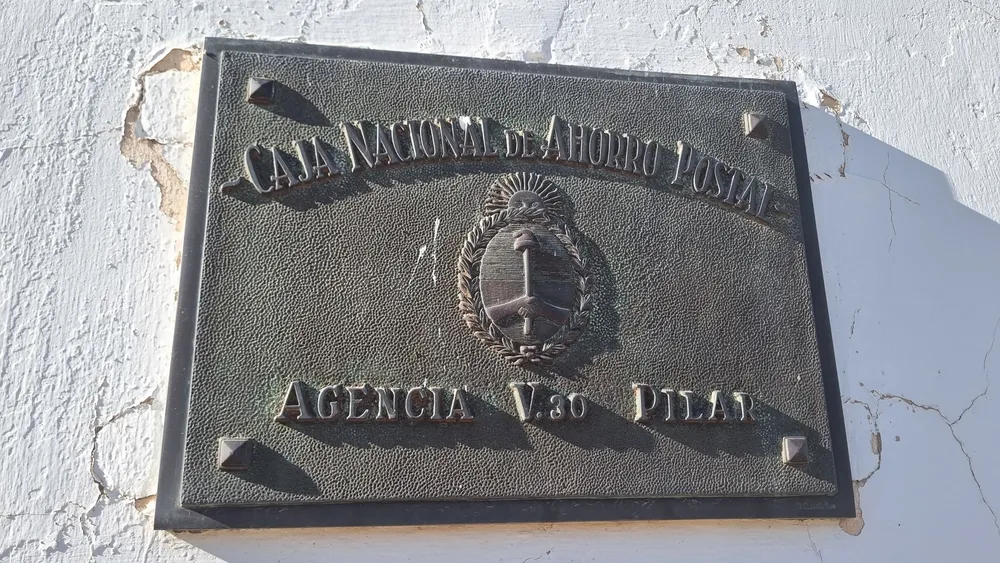 CAJA NACIONAL DE AHORRO POSTAL
AGENCIA V.30 PILAR